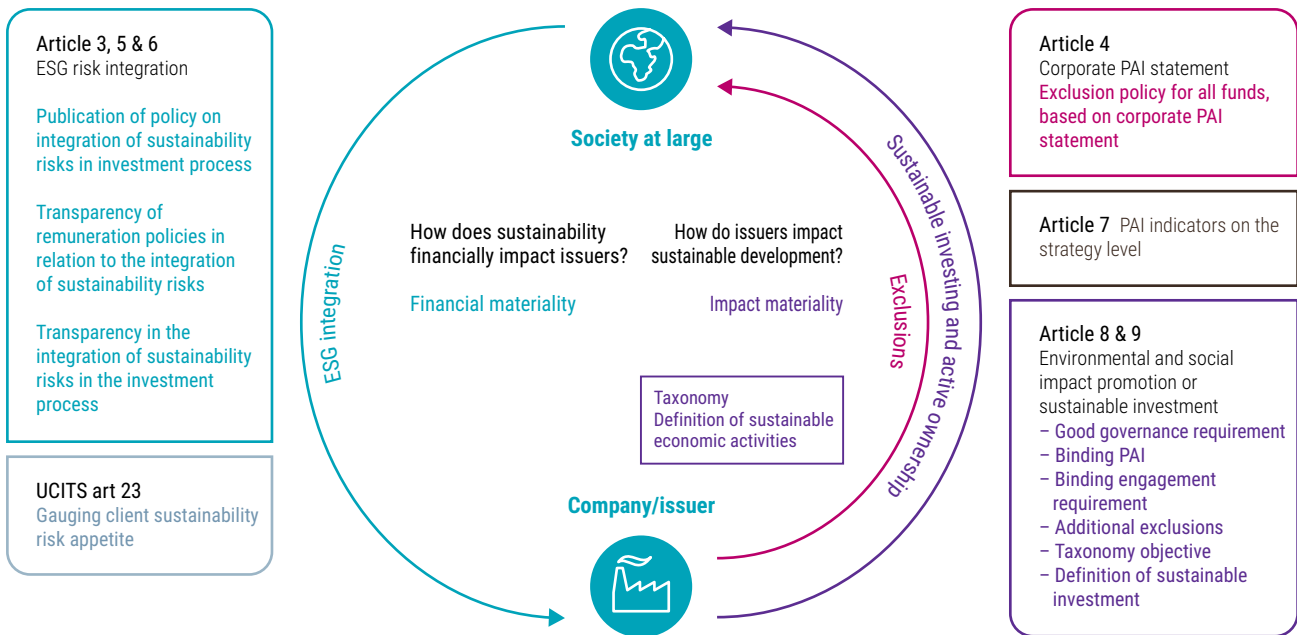 Article 3, 5 & 6
ESG risk integration
Publication of policy on
integration of sustainability
risks in investment process
Transparency of
remuneration policies in
relation to the integration
of sustainability risks
Transparency in the
integration of sustainability
risks in the investment
process
UCITS art 23
Gauging client sustainability
risk appetite
ESG integration
Society at large
How does sustainability
financially impact issuers?
Financial materiality
How do issuers impact
sustainable development?
Impact materiality
Taxonomy
Definition of sustainable
economic activities
Company/issuer
Exclusions
Sustainable investing and active ownership
Article 4
Corporate PAI statement
Exclusion policy for all funds,
based on corporate PAI
statement
Article 7 PAI indicators on the
strategy level
Article 8 & 9
Environmental and social
impact promotion or
sustainable investment
– Good governance requirement
– Binding PAI
– Binding engagement
requirement
– Additional exclusions
– Taxonomy objective
– Definition of sustainable
investment